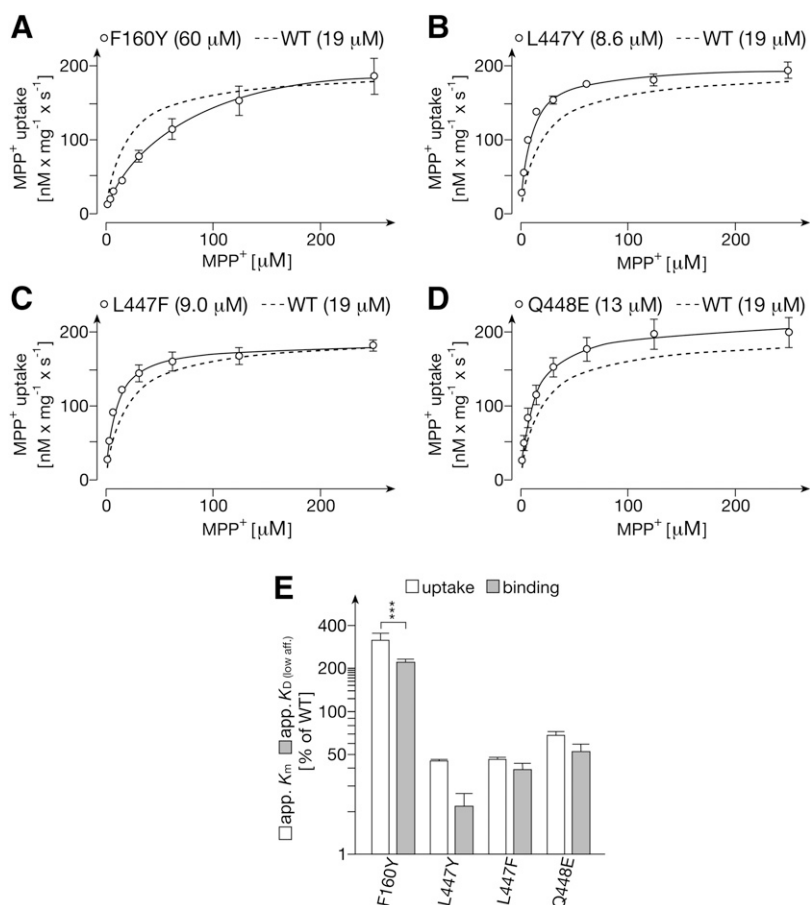 A
F160Y (60 μM) WT (19 μM)
MPP⁺ uptake
[nM x mg⁻¹ x s⁻¹]
200
100
0
0 100 200
MPP⁺ [μM]
B
L447Y (8.6 μM) WT (19 μM)
MPP⁺ uptake
[nM x mg⁻¹ x s⁻¹]
200
100
0
0 100 200
MPP⁺ [μM]
C
L447F (9.0 μM) WT (19 μM)
MPP⁺ uptake
[nM x mg⁻¹ x s⁻¹]
200
100
0
0 100 200
MPP⁺ [μM]
D
Q448E (13 μM) WT (19 μM)
MPP⁺ uptake
[nM x mg⁻¹ x s⁻¹]
200
100
0
0 100 200
MPP⁺ [μM]
E
uptake binding
***
app. Km app. KD (low aff.)
[% of WT]
400
200
100
50
1
F160Y L447Y L447F Q448E